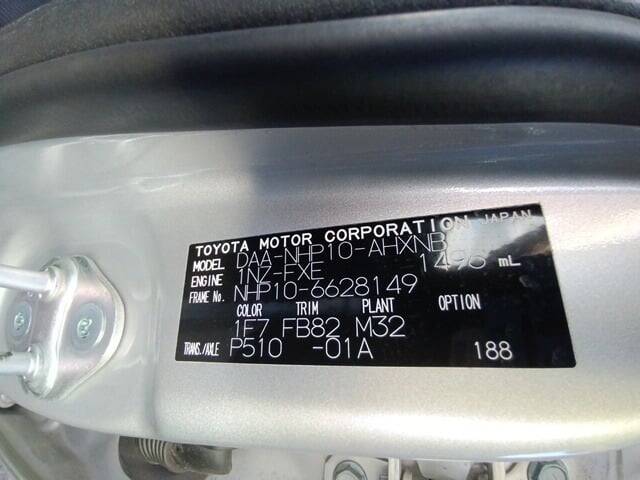 TOYOTA MOTOR CORPORATION JAPAN
MODEL DAA-NHP10-AHXNB
ENGINE 1NZ-FXE 1496 mL
FRAME No. NHP10-6628149
COLOR TRIM PLANT OPTION
1F7 FB82 M32
TRANS./AXLE P510 -01A 188